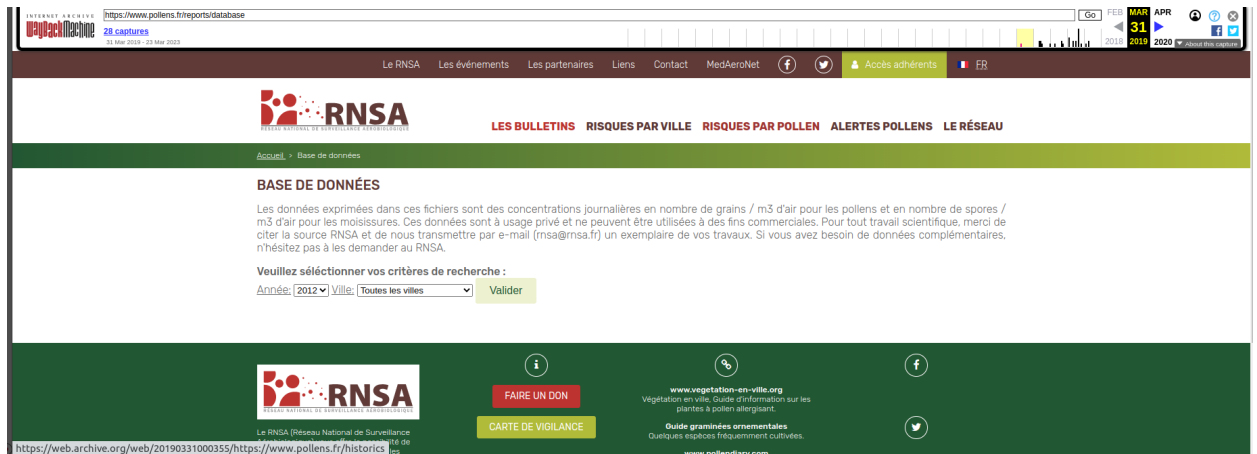 INTERNET ARCHIVE
WayBackMachine
https://www.pollens.fr/reports/database
Go
FEB MAR APR
28 captures
31 Mar 2019 - 23 Mar 2023
31
2018 2019 2020
About this capture
Le RNSA Les événements Les partenaires Liens Contact MedAeroNet Accès adhérents FR
RNSA
RÉSEAU NATIONAL DE SURVEILLANCE AÉROBIOLOGIQUE
LES BULLETINS RISQUES PAR VILLE RISQUES PAR POLLEN ALERTES POLLENS LE RÉSEAU
Accueil » Base de données
BASE DE DONNÉES
Les données exprimées dans ces fichiers sont des concentrations journalières en nombre de grains / m3 d'air pour les pollens et en nombre de spores /
m3 d'air pour les moisissures. Ces données sont à usage privé et ne peuvent être utilisées à des fins commerciales. Pour tout travail scientifique, merci de
citer la source RNSA et de nous transmettre par e-mail (rnsa@rnsa.fr) un exemplaire de vos travaux. Si vous avez besoin de données complémentaires,
n'hésitez pas à les demander au RNSA.
Veuillez séléctionner vos critères de recherche :
Année: 2012 Ville: Toutes les villes Valider
RNSA
RÉSEAU NATIONAL DE SURVEILLANCE AÉROBIOLOGIQUE
Le RNSA (Réseau National de Surveillance
FAIRE UN DON
CARTE DE VIGILANCE
www.vegetation-en-ville.org
Végétation en ville, Guide d'information sur les
plantes à pollen allergisant.
Guide graminées ornementales
Quelques espèces fréquemment cultivées.
www.pollendiary.com
https://web.archive.org/web/20190331000355/https://www.pollens.fr/historics